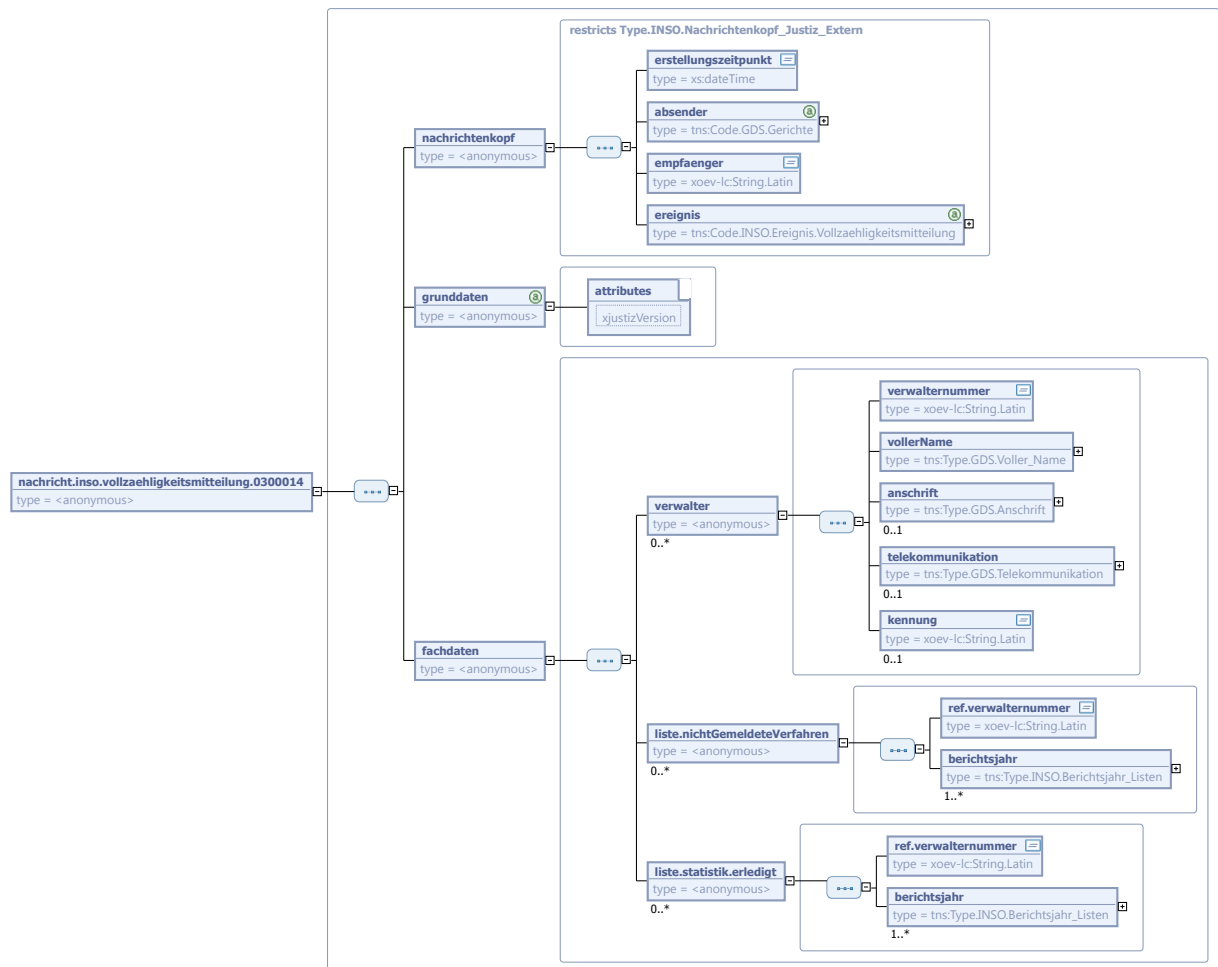 restricts Type.INSO.Nachrichtenkopf_Justiz_Extern
erstellungszeitpunkt
type = xs:dateTime
absender
type = tns:Code.GDS.Gerichte
nachrichtenkopf
type = <anonymous>
empfaenger
type = xoev-lc:String.Latin
ereignis
type = tns:Code.INSO.Ereignis.Vollzaehligkeitsmitteilung
grunddaten
type = <anonymous>
attributes
xjustizVersion
nachricht.inso.vollzaehligkeitsmitteilung.0300014
type = <anonymous>
verwalternummer
type = xoev-lc:String.Latin
vollerName
type = tns:Type.GDS.Voller_Name
anschrift
type = tns:Type.GDS.Anschrift
0..1
verwalter
type = <anonymous>
0..*
telekommunikation
type = tns:Type.GDS.Telekommunikation
0..1
kennung
type = xoev-lc:String.Latin
0..1
fachdaten
type = <anonymous>
liste.nichtGemeldeteVerfahren
type = <anonymous>
0..*
ref.verwalternummer
type = xoev-lc:String.Latin
berichtsjahr
type = tns:Type.INSO.Berichtsjahr_Listen
1..*
liste.statistik.erledigt
type = <anonymous>
0..*
ref.verwalternummer
type = xoev-lc:String.Latin
berichtsjahr
type = tns:Type.INSO.Berichtsjahr_Listen
1..*